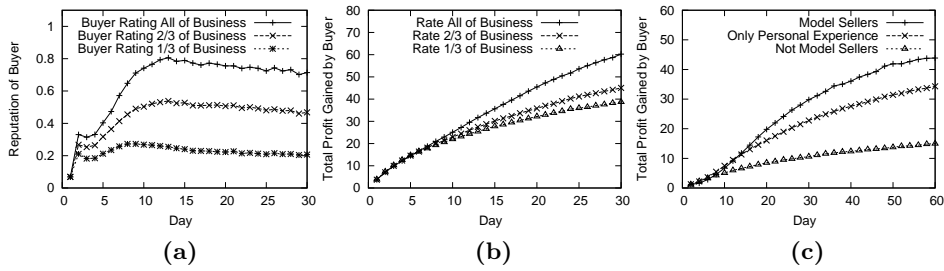 Reputation of Buyer
1
0.8
0.6
0.4
0.2
0
Buyer Rating All of Business
Buyer Rating 2/3 of Business
Buyer Rating 1/3 of Business
0 5 10 15 20 25 30
Day
(a)
Total Profit Gained by Buyer
80
70
60
50
40
30
20
10
0
Rate All of Business
Rate 2/3 of Business
Rate 1/3 of Business
0 5 10 15 20 25 30
Day
(b)
Total Profit Gained by Buyer
60
50
40
30
20
10
0
Model Sellers
Only Personal Experience
Not Model Sellers
0 10 20 30 40 50 60
Day
(c)